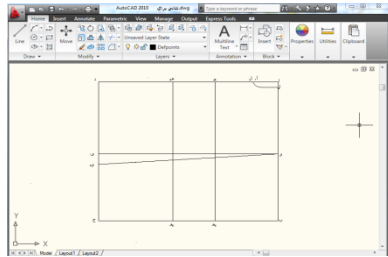 AutoCAD 2010
.dwg
Type a keyword or phrase
Home Insert Annotate Parametric View Manage Output Express Tools
Line
Move
Unsaved Layer State
Defpoints
A
Multiline Text
Insert
Properties
Utilities
Clipboard
Draw Modify Layers Annotation Block
Y
X
Model Layout1 Layout2